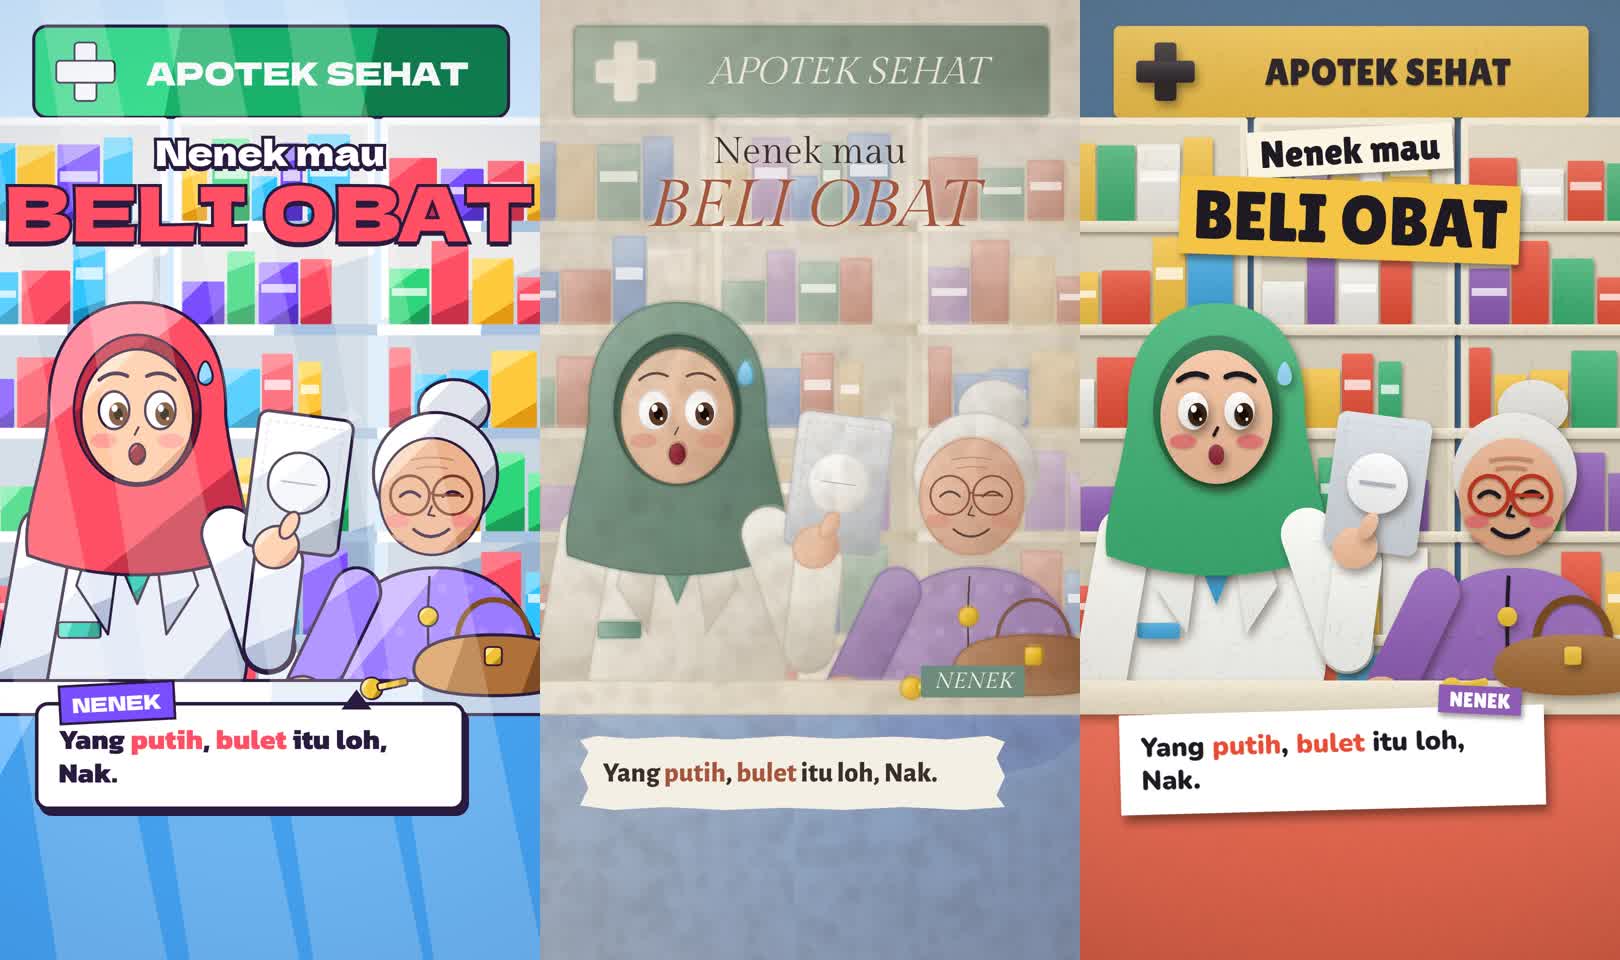 APOTEK SEHAT
Nenek mau
BELI OBAT
NENEK
Yang putih, bulet itu loh,
Nak.
APOTEK SEHAT
Nenek mau
BELI OBAT
NENEK
Yang putih, bulet itu loh, Nak.
APOTEK SEHAT
Nenek mau
BELI OBAT
NENEK
Yang putih, bulet itu loh,
Nak.